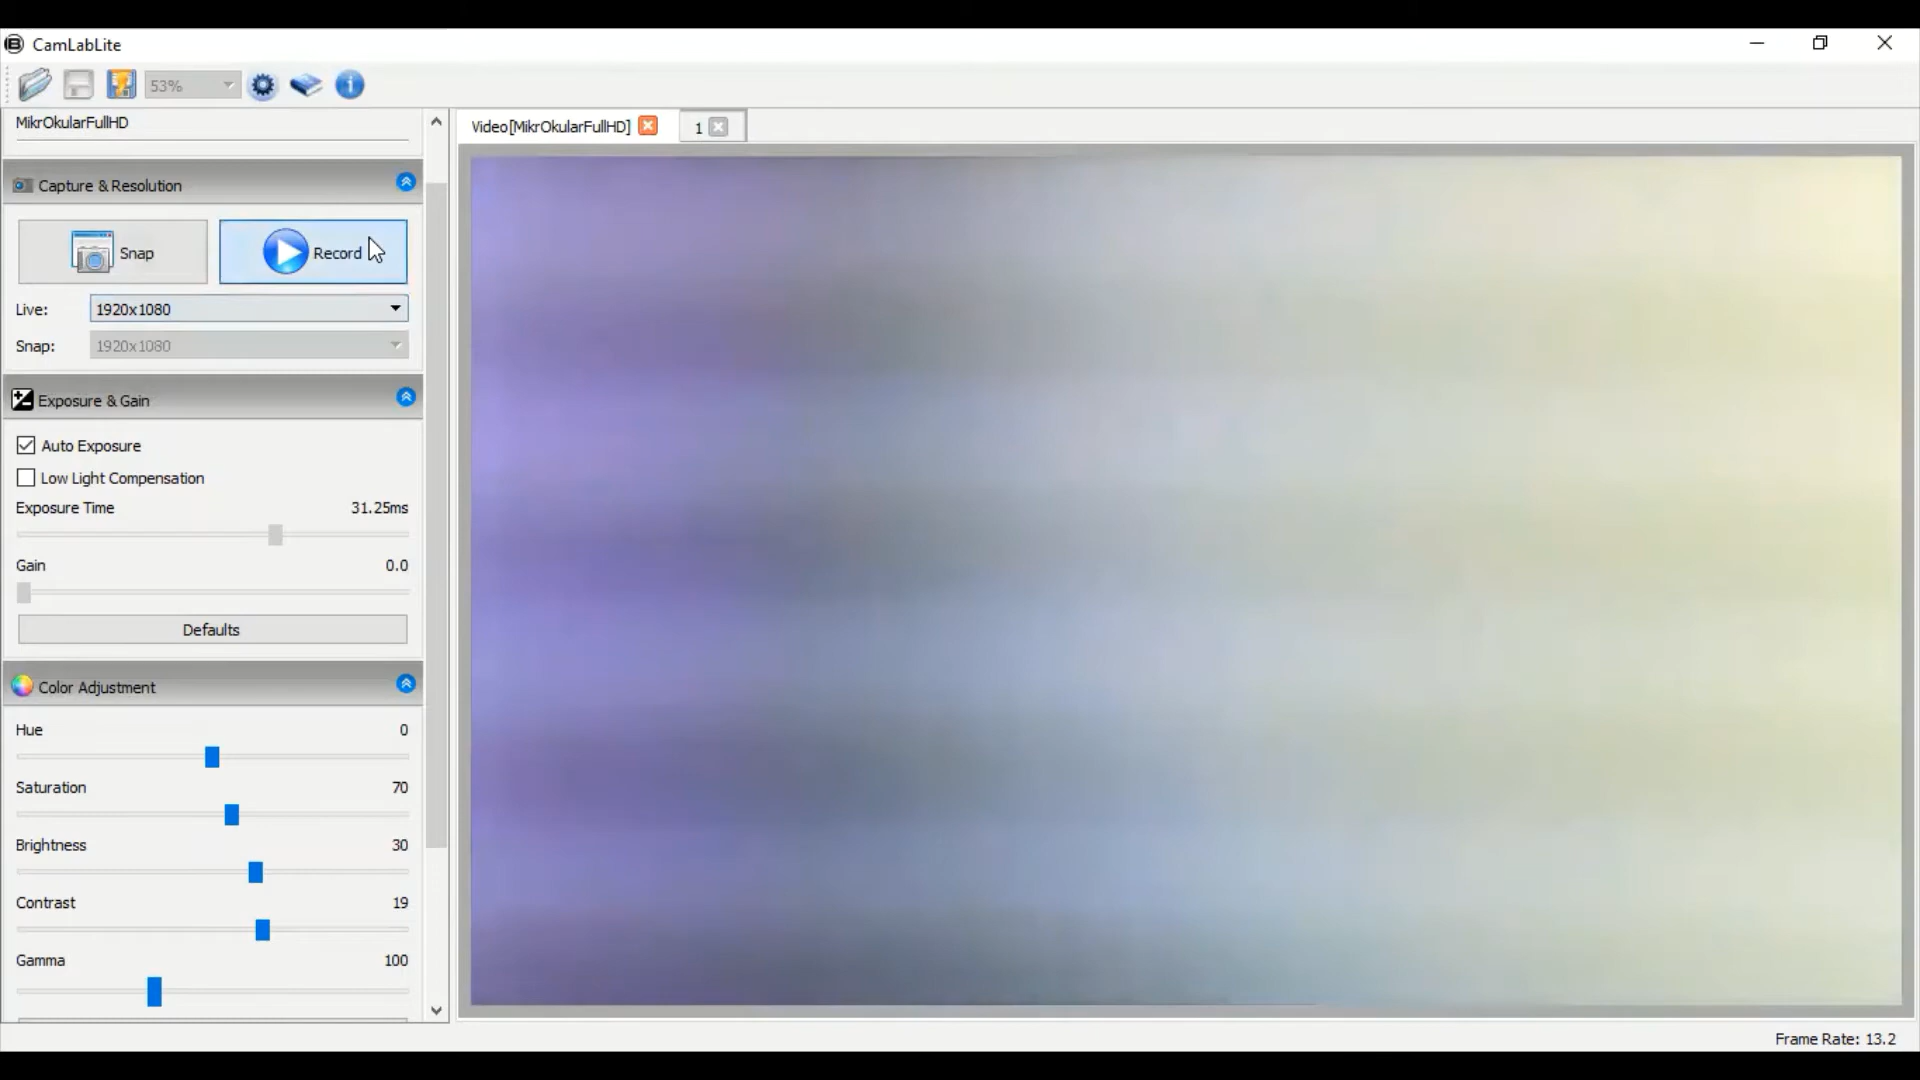 CamLabLite
53%
MikrOkularFullHD
Video[MikrOkularFullHD]
1
Capture & Resolution
Snap
Record
Live:
1920x1080
Snap:
1920x1080
Exposure & Gain
Auto Exposure
Low Light Compensation
Exposure Time
31.25ms
Gain
0.0
Defaults
Color Adjustment
Hue
0
Saturation
70
Brightness
30
Contrast
19
Gamma
100
Frame Rate: 13.2